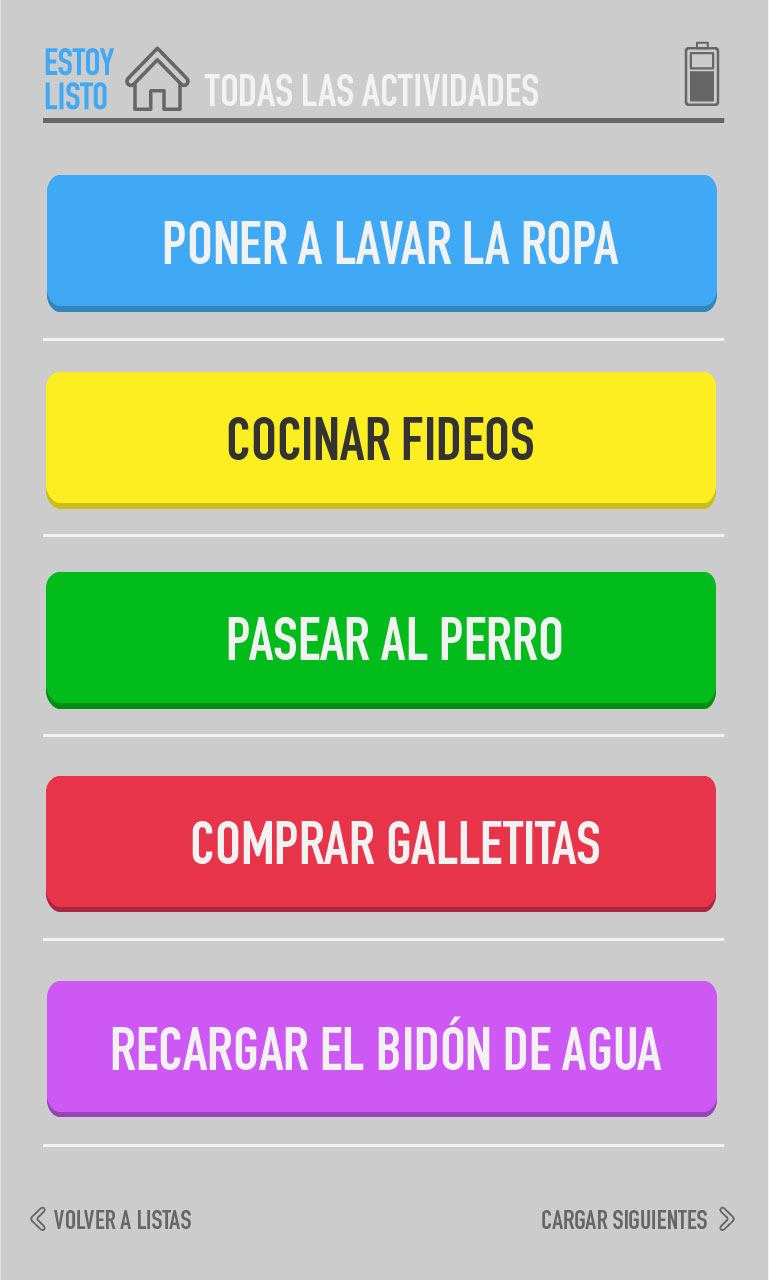 ESTOY
LISTO
TODAS LAS ACTIVIDADES
PONER A LAVAR LA ROPA
COCINAR FIDEOS
PASEAR AL PERRO
COMPRAR GALLETITAS
RECARGAR EL BIDÓN DE AGUA
VOLVER A LISTAS
CARGAR SIGUIENTES